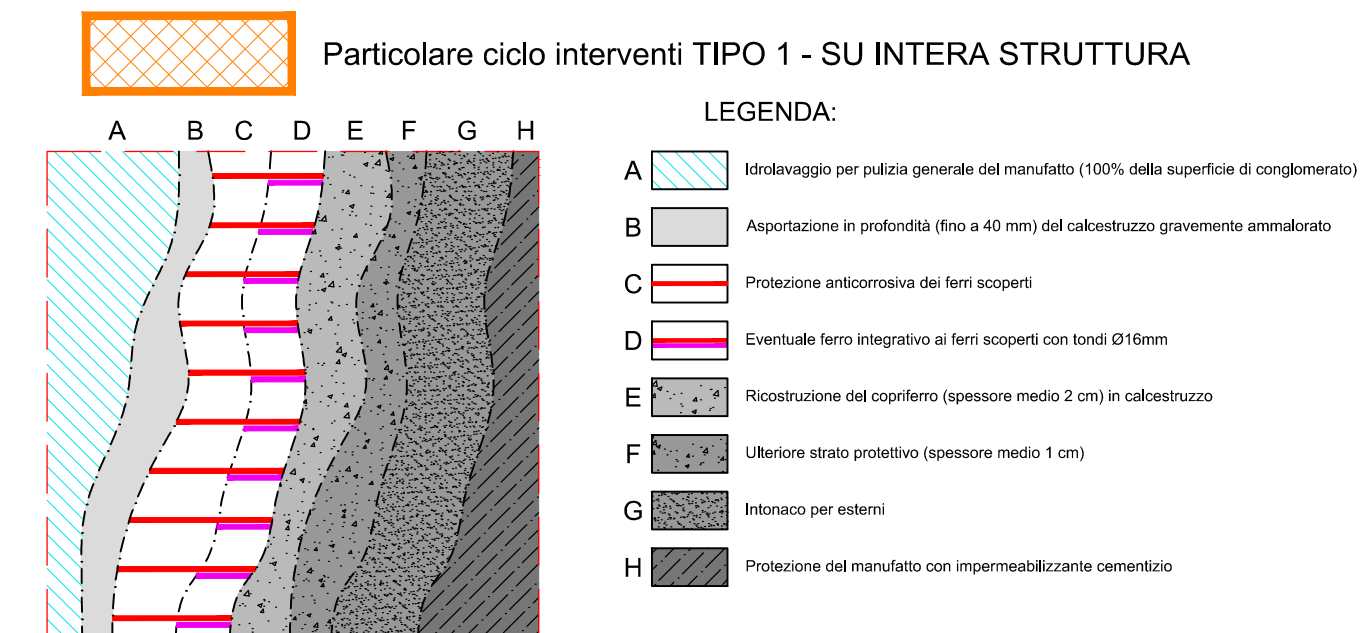 Particolare ciclo interventi TIPO 1 - SU INTERA STRUTTURA
LEGENDA:
A B C D E F G H
A Idrolavaggio per pulizia generale del manufatto (100% della superficie di conglomerato)
B Asportazione in profondità (fino a 40 mm) del calcestruzzo gravemente ammalorato
C Protezione anticorrosiva dei ferri scoperti
D Eventuale ferro integrativo ai ferri scoperti con tondi Ø16mm
E Ricostruzione del copriferro (spessore medio 2 cm) in calcestruzzo
F Ulteriore strato protettivo (spessore medio 1 cm)
G Intonaco per esterni
H Protezione del manufatto con impermeabilizzante cementizio